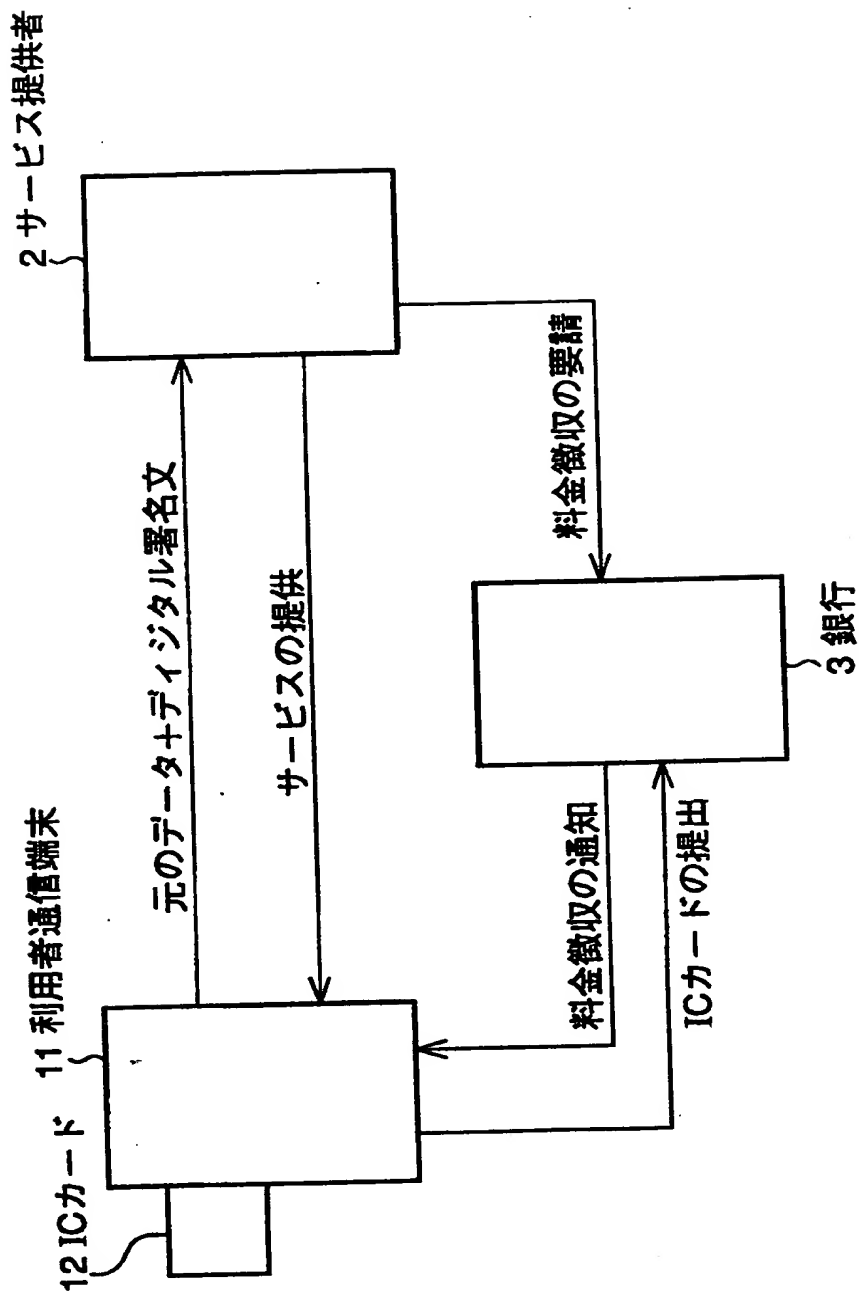 12 ICカード
11 利用者通信端末
2 サービス提供者
元のデータ+ディジタル署名文
サービスの提供
料金徴収の通知
料金徴収の要請
ICカードの提出
3 銀行